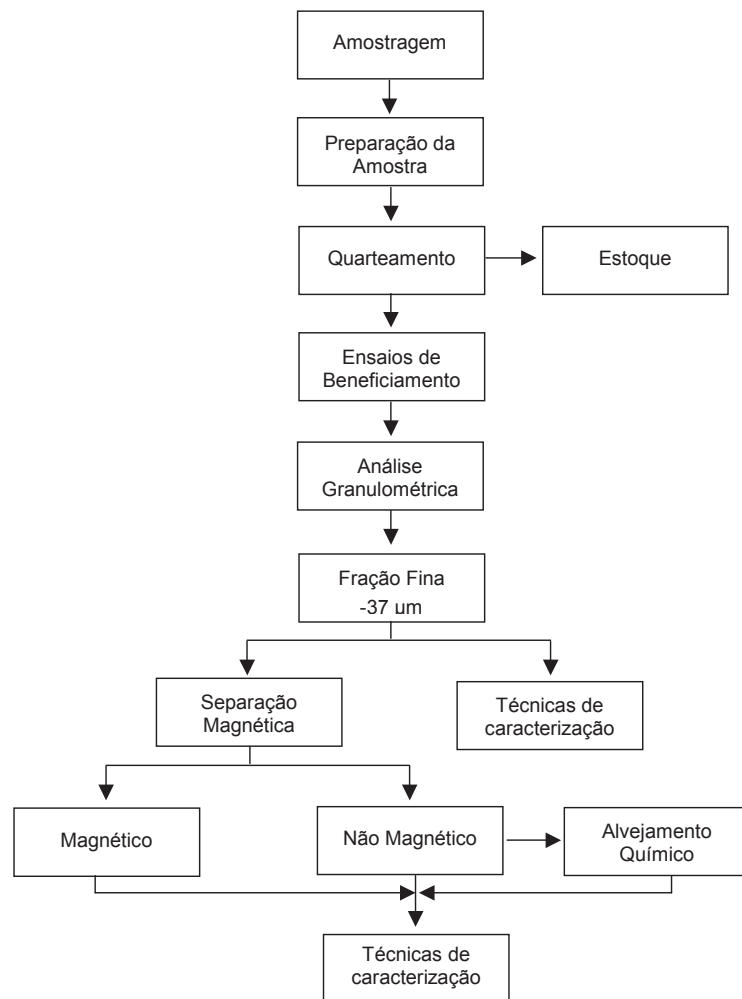 Amostragem
Preparação da
Amostra
Quarteamento
Estoque
Ensaios de
Beneficiamento
Análise
Granulométrica
Fração Fina
-37 um
Separação
Magnética
Técnicas de
caracterização
Magnético
Não Magnético
Alvejamento
Químico
Técnicas de
caracterização